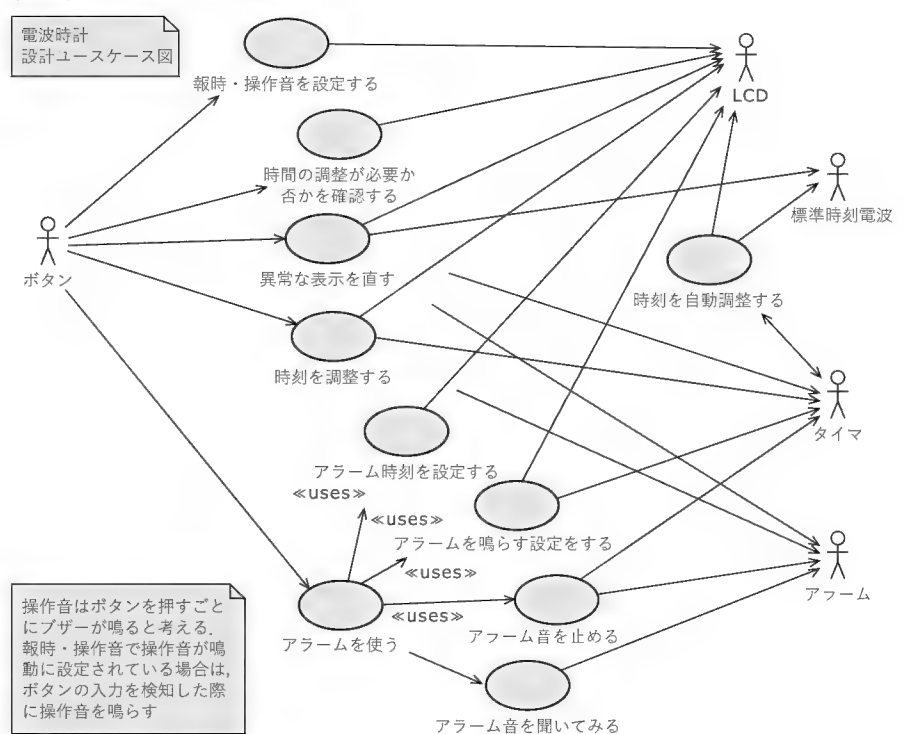 電波時計
設計ユースケース図
報時・操作音を設定する
LCD
時間の調整が必要か
否かを確認する
標準時刻電波
ボタン
異常な表示を直す
時刻を自動調整する
時刻を調整する
タイマ
アラーム時刻を設定する
≪uses≫
≪uses≫
アラームを鳴らす設定をする
≪uses≫
アラーム
操作音はボタンを押すごと
にブザーが鳴ると考える.
報時・操作音で操作音が鳴
動に設定されている場合は,
ボタンの入力を検知した際
に操作音を鳴らす
≪uses≫
アラームを使う
アラーム音を止める
アラーム音を聞いてみる